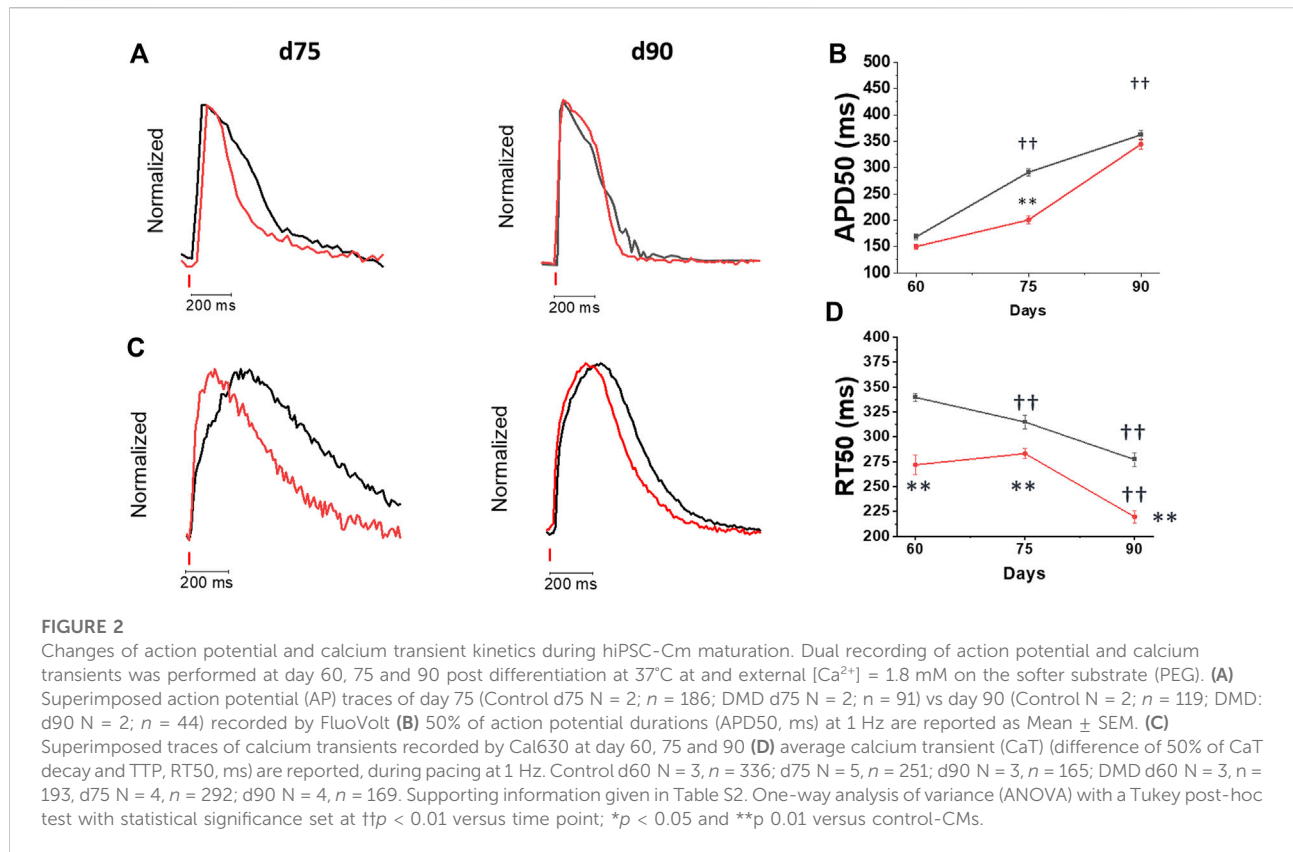 d75
d90
A
Normalized
200 ms
Normalized
200 ms
B
APD50 (ms)
500
450
400
350
300
250
200
150
100
††
**
††
60
75
90
Days
C
Normalized
200 ms
Normalized
200 ms
D
RT50 (ms)
400
375
350
325
300
275
250
225
200
††
††
**
**
††
**
60
75
90
Days
FIGURE 2
Changes of action potential and calcium transient kinetics during hiPSC-Cm maturation. Dual recording of action potential and calcium
transients was performed at day 60, 75 and 90 post differentiation at 37°C at and external [Ca²⁺] = 1.8 mM on the softer substrate (PEG). (A)
Superimposed action potential (AP) traces of day 75 (Control d75 N = 2; n = 186; DMD d75 N = 2; n = 91) vs day 90 (Control N = 2; n = 119; DMD:
d90 N = 2; n = 44) recorded by FluoVolt (B) 50% of action potential durations (APD50, ms) at 1 Hz are reported as Mean ± SEM. (C)
Superimposed traces of calcium transients recorded by Cal630 at day 60, 75 and 90 (D) average calcium transient (CaT) (difference of 50% of CaT
decay and TTP, RT50, ms) are reported, during pacing at 1 Hz. Control d60 N = 3, n = 336; d75 N = 5, n = 251; d90 N = 3, n = 165; DMD d60 N = 3, n =
193, d75 N = 4, n = 292; d90 N = 4, n = 169. Supporting information given in Table S2. One-way analysis of variance (ANOVA) with a Tukey post-hoc
test with statistical significance set at ††p < 0.01 versus time point; *p < 0.05 and **p 0.01 versus control-CMs.